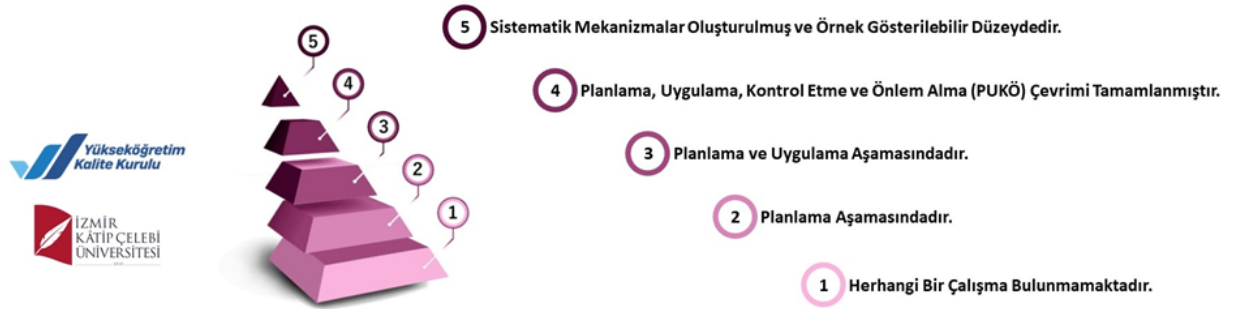 Yükseköğretim
Kalite Kurulu
İZMİR
KÂTİP ÇELEBİ
ÜNİVERSİTESİ
5
4
3
2
1
5 Sistematik Mekanizmalar Oluşturulmuş ve Örnek Gösterilebilir Düzeydedir.
4 Planlama, Uygulama, Kontrol Etme ve Önlem Alma (PUKÖ) Çevrimi Tamamlanmıştır.
3 Planlama ve Uygulama Aşamasındadır.
2 Planlama Aşamasındadır.
1 Herhangi Bir Çalışma Bulunmamaktadır.